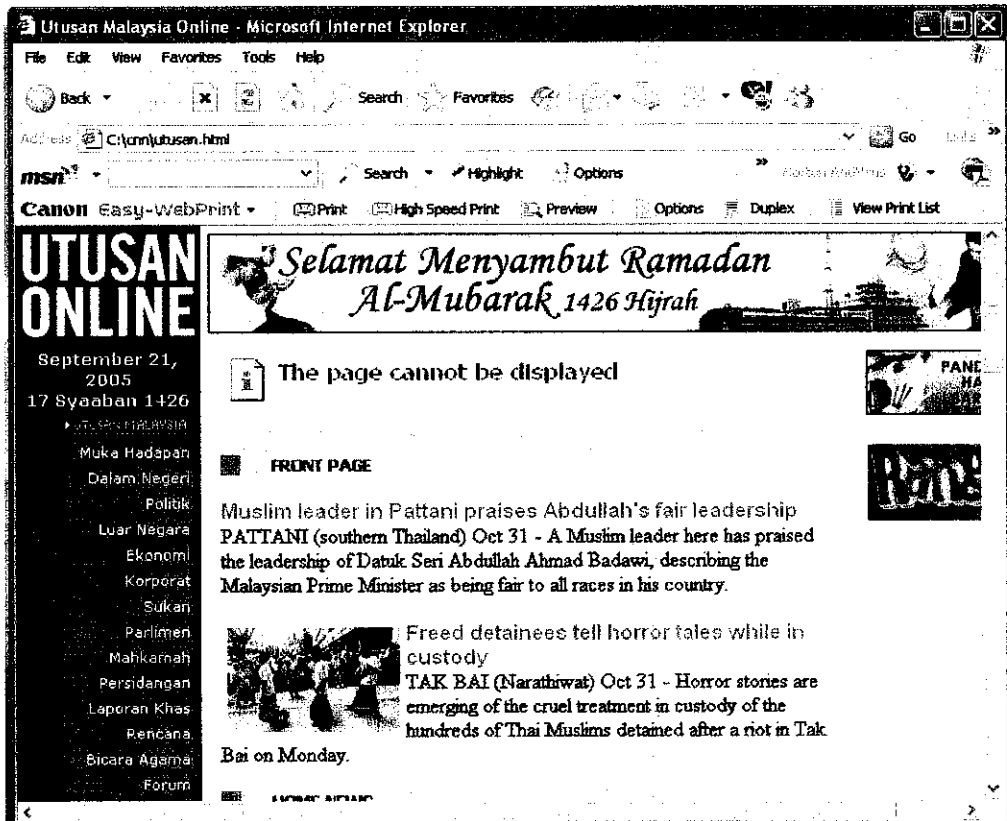 Utusan Malaysia Online - Microsoft Internet Explorer
File Edit View Favorites Tools Help
Back Search Favorites
Address C:\cnn\utusan.html Go Links
msn Search Highlight Options
Canon Easy-WebPrint Print High Speed Print Preview Options Duplex View Print List
UTUSAN
ONLINE
September 21,
2005
17 Syaaban 1426
UTUSAN MALAYSIA
Muka Hadapan
Dalam Negeri
Politik
Luar Negara
Ekonomi
Korporat
Sukan
Parlimen
Mahkamah
Persidangan
Laporan Khas
Rencana
Bicara Agama
Forum
Selamat Menyambut Ramadan
Al-Mubarak 1426 Hijrah
The page cannot be displayed
FRONT PAGE
Muslim leader in Pattani praises Abdullah's fair leadership
PATTANI (southern Thailand) Oct 31 - A Muslim leader here has praised
the leadership of Datuk Seri Abdullah Ahmad Badawi, describing the
Malaysian Prime Minister as being fair to all races in his country.
Freed detainees tell horror tales while in
custody
TAK BAI (Narathiwat) Oct 31 - Horror stories are
emerging of the cruel treatment in custody of the
hundreds of Thai Muslims detained after a riot in Tak
Bai on Monday.
HOME NEWS
PAND
HA